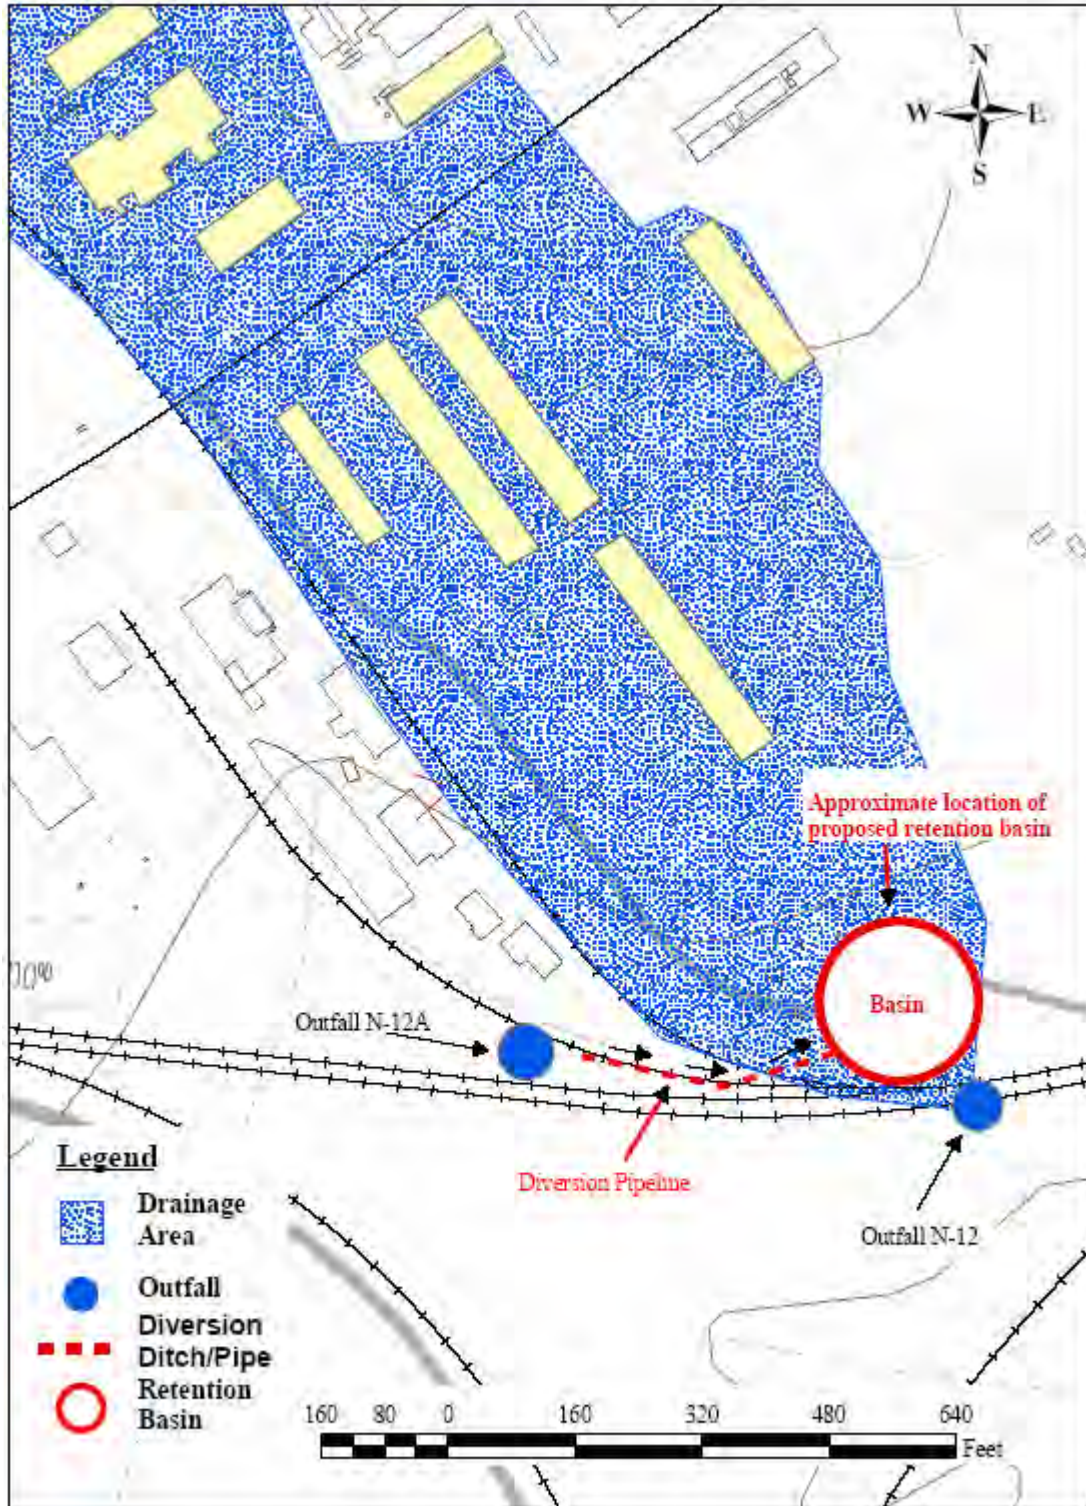 N
W E
S
Approximate location of
proposed retention basin
Basin
Outfall N-12A
Diversion Pipeline
Outfall N-12
Legend
Drainage
Area
Outfall
Diversion
Ditch/Pipe
Retention
Basin
160 80 0 160 320 480 640
Feet